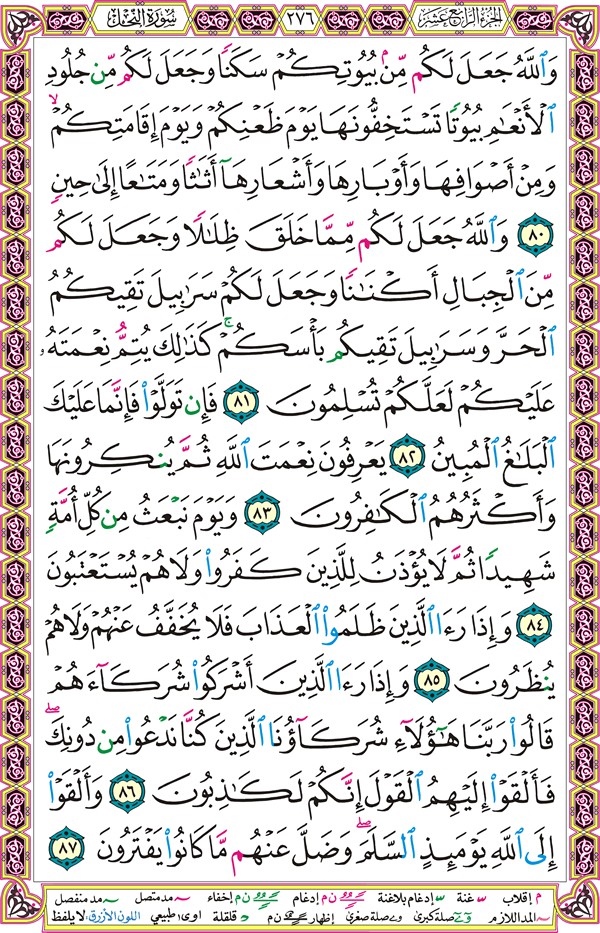 الجزء الرابع عشر
٢٧٦
سورة النحل
وَٱللَّهُ جَعَلَ لَكُم مِّنۢ بُيُوتِكُمْ سَكَنًا وَجَعَلَ لَكُم مِّن جُلُودِ
ٱلْأَنْعَـٰمِ بُيُوتًا تَسْتَخِفُّونَهَا يَوْمَ ظَعْنِكُمْ وَيَوْمَ إِقَامَتِكُمْ ۙ
وَمِنْ أَصْوَافِهَا وَأَوْبَارِهَا وَأَشْعَارِهَآ أَثَـٰثًا وَمَتَـٰعًا إِلَىٰ حِينٍ
٨٠ وَٱللَّهُ جَعَلَ لَكُم مِّمَّا خَلَقَ ظِلَـٰلًا وَجَعَلَ لَكُم
مِّنَ ٱلْجِبَالِ أَكْنَـٰنًا وَجَعَلَ لَكُمْ سَرَٰبِيلَ تَقِيكُمُ
ٱلْحَرَّ وَسَرَٰبِيلَ تَقِيكُم بَأْسَكُمْ ۚ كَذَٰلِكَ يُتِمُّ نِعْمَتَهُۥ
عَلَيْكُمْ لَعَلَّكُمْ تُسْلِمُونَ ٨١ فَإِن تَوَلَّوْا۟ فَإِنَّمَا عَلَيْكَ
ٱلْبَلَـٰغُ ٱلْمُبِينُ ٨٢ يَعْرِفُونَ نِعْمَتَ ٱللَّهِ ثُمَّ يُنكِرُونَهَا
وَأَكْثَرُهُمُ ٱلْكَـٰفِرُونَ ٨٣ وَيَوْمَ نَبْعَثُ مِن كُلِّ أُمَّةٍ
شَهِيدًا ثُمَّ لَا يُؤْذَنُ لِلَّذِينَ كَفَرُوا۟ وَلَا هُمْ يُسْتَعْتَبُونَ
٨٤ وَإِذَا رَءَا ٱلَّذِينَ ظَلَمُوا۟ ٱلْعَذَابَ فَلَا يُخَفَّفُ عَنْهُمْ وَلَا هُمْ
يُنظَرُونَ ٨٥ وَإِذَا رَءَا ٱلَّذِينَ أَشْرَكُوا۟ شُرَكَآءَهُمْ
قَالُوا۟ رَبَّنَا هَـٰٓؤُلَآءِ شُرَكَآؤُنَا ٱلَّذِينَ كُنَّا نَدْعُوا۟ مِن دُونِكَ ۖ
فَأَلْقَوْا۟ إِلَيْهِمُ ٱلْقَوْلَ إِنَّكُمْ لَكَـٰذِبُونَ ٨٦ وَأَلْقَوْا۟
إِلَى ٱللَّهِ يَوْمَئِذٍ ٱلسَّلَمَ ۖ وَضَلَّ عَنْهُم مَّا كَانُوا۟ يَفْتَرُونَ ٨٧
م إقلاب غنة إدغام بلاغنة ن م إدغام إخفاء مد متصل مد منفصل
المد اللازم صلة كبرى صلة صغرى إظهار ن م قلقلة اوي طبيعي اللون الأزرق: لا يلفظ